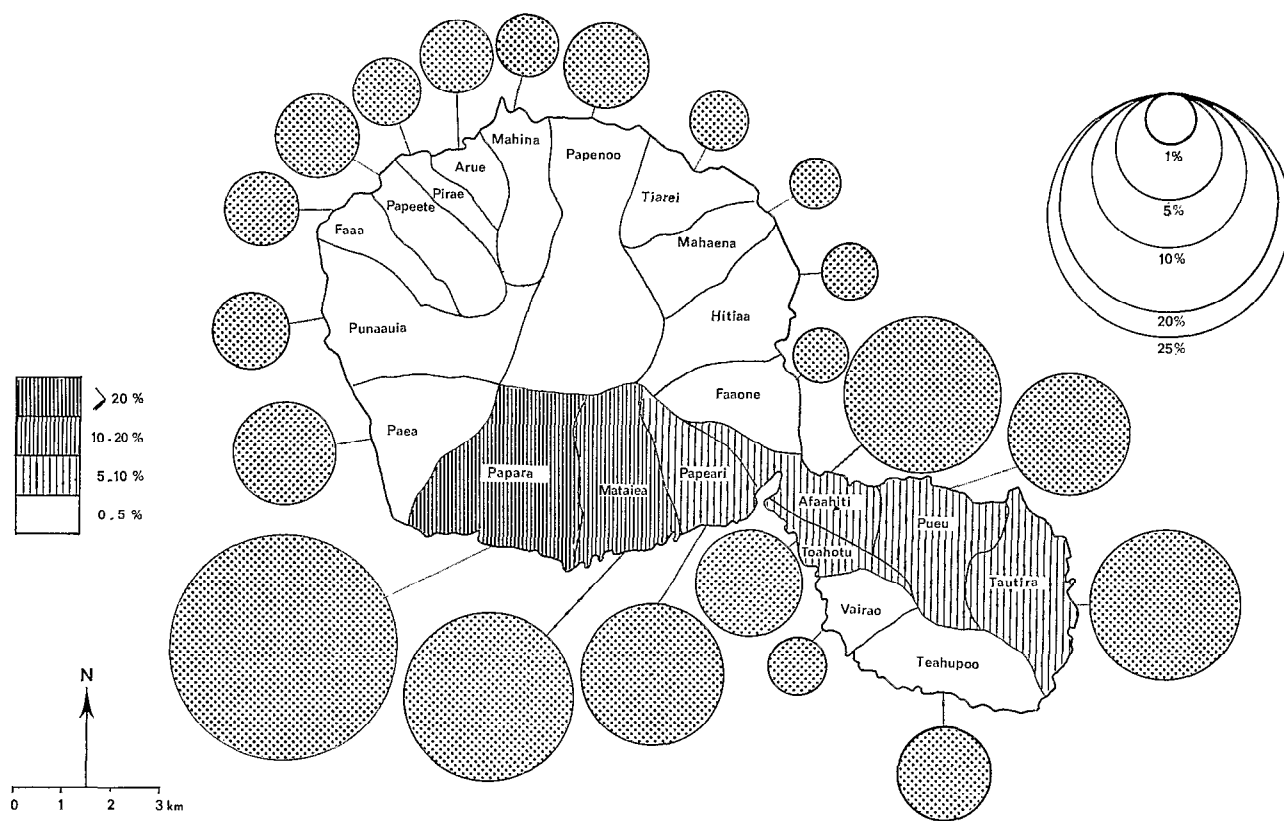 Mahina
Arue
Papenoo
Pirae
Tiarei
Papeete
Faaa
Mahaena
Punaauia
Hitiaa
Faaone
Paea
Papara
Mataiea
Papeari
Afaahiti
Toahotu
Pueu
Tautira
Vairao
Teahupoo
1%
5%
10%
20%
25%
> 20 %
10.20 %
5.10 %
0.5 %
N
0 1 2 3 km